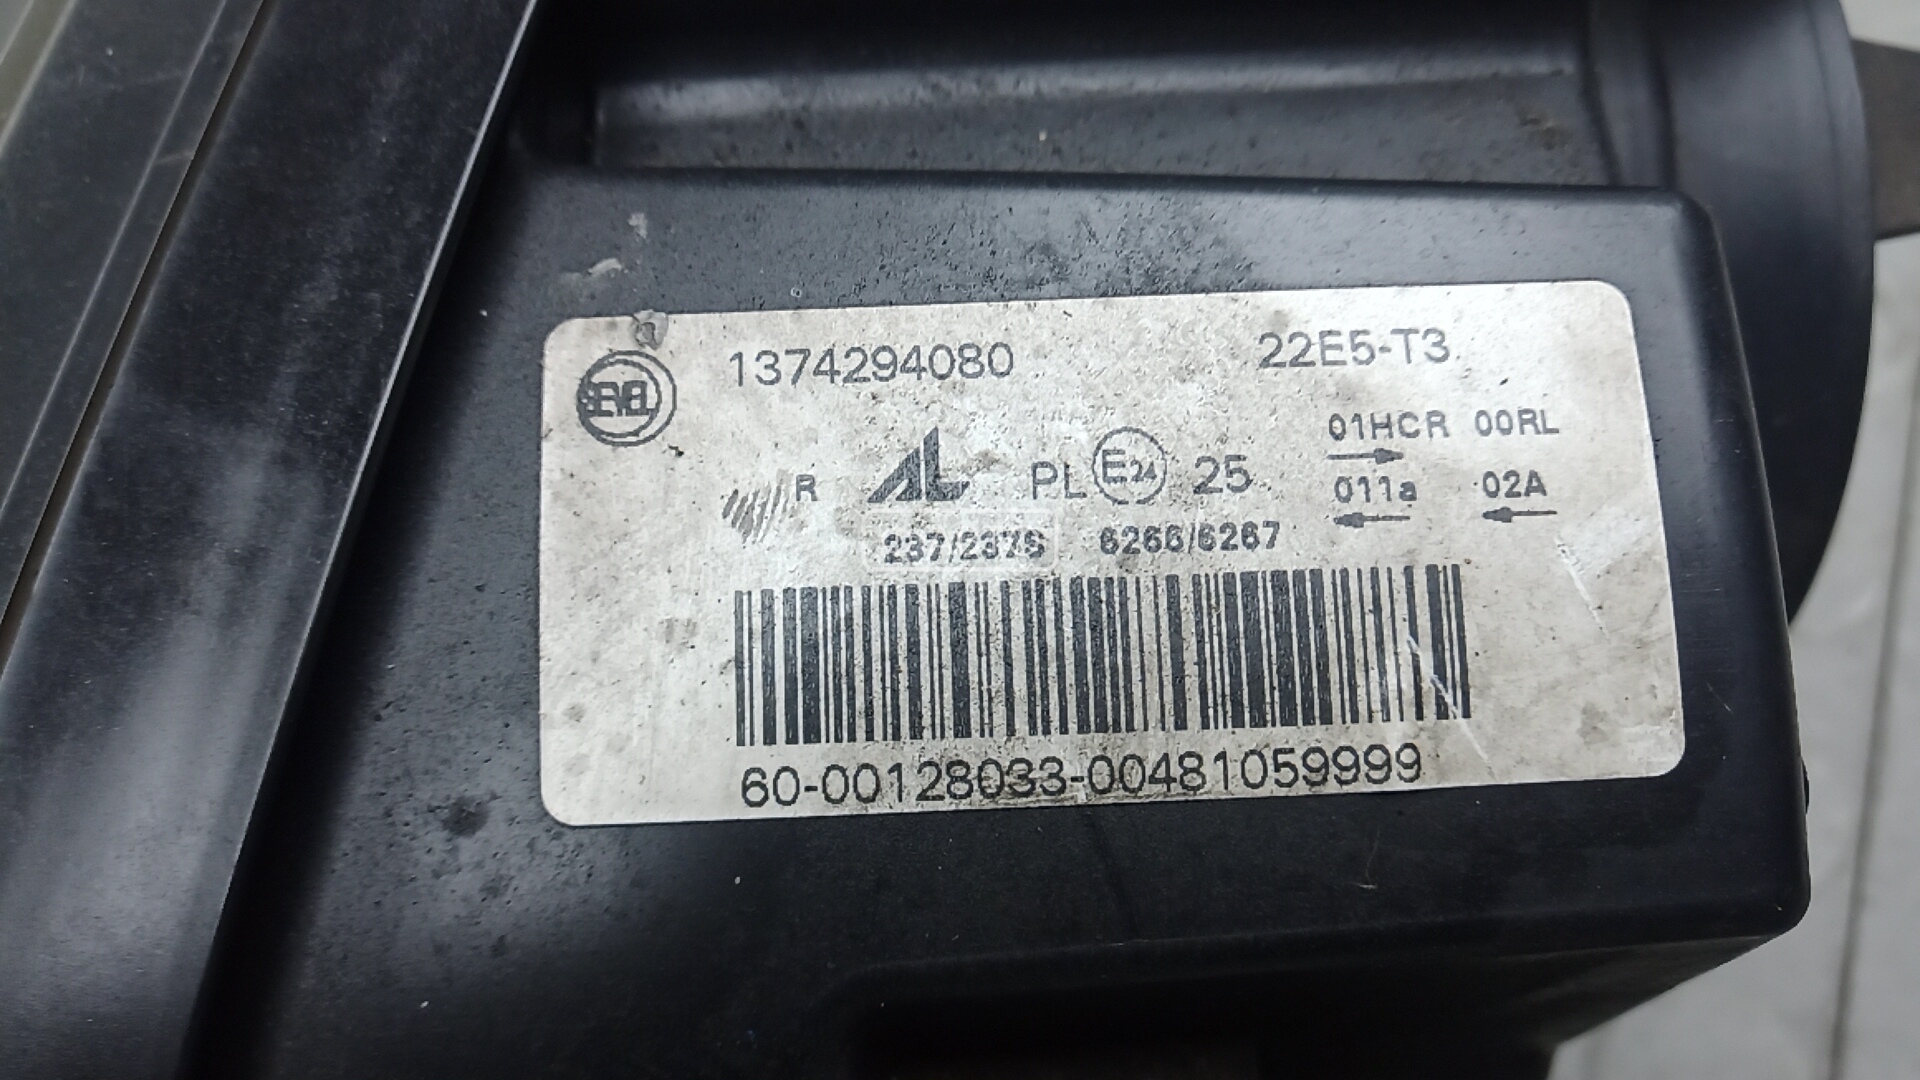 1374294080 22E5-T3
SEVEL
01HCR 00RL
R AL PL E24 25
011a 02A
237/237S 6266/6267
60-00128033-00481059999